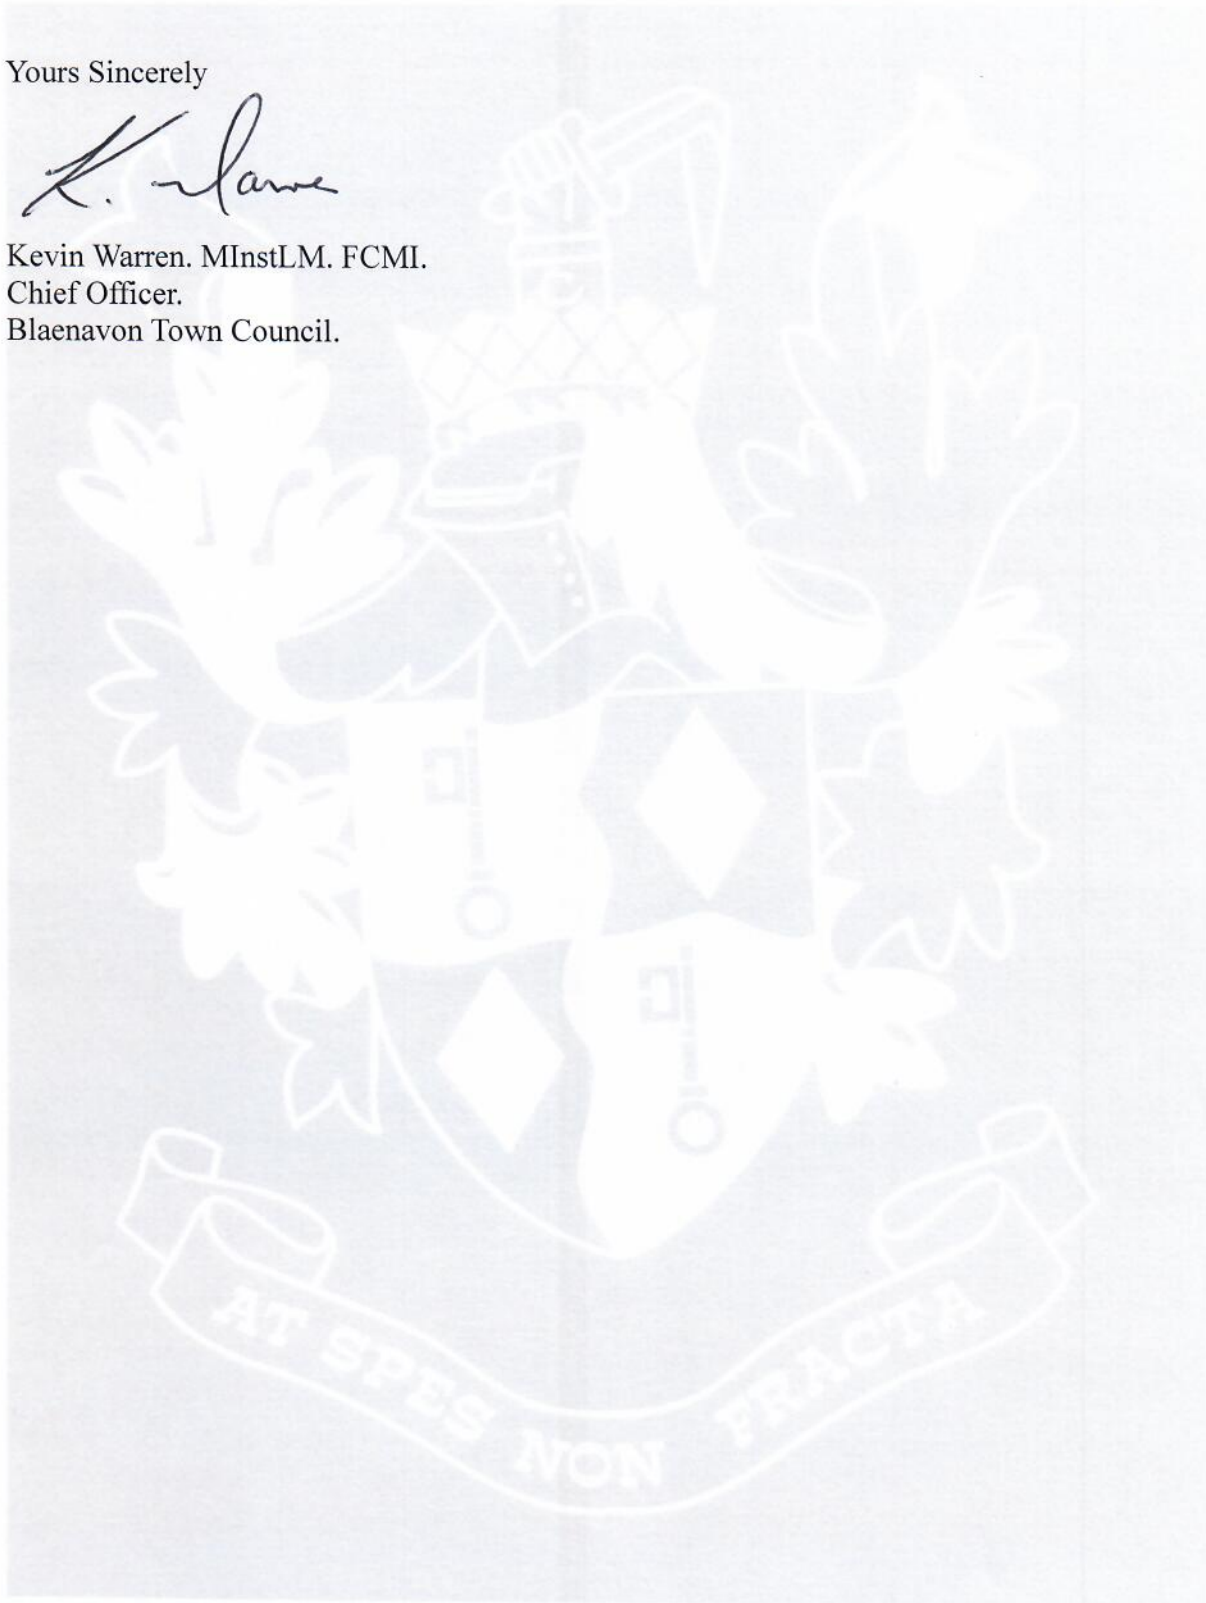 Yours Sincerely
Kevin Warren. MInstLM. FCMI.
Chief Officer.
Blaenavon Town Council.
C
AT SPES NON FRACTA